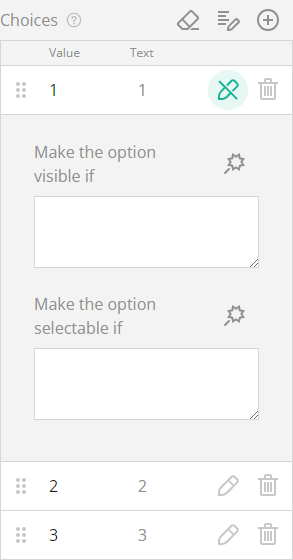 Choices ?
Value Text
1 1
Make the option
visible if
Make the option
selectable if
2 2
3 3